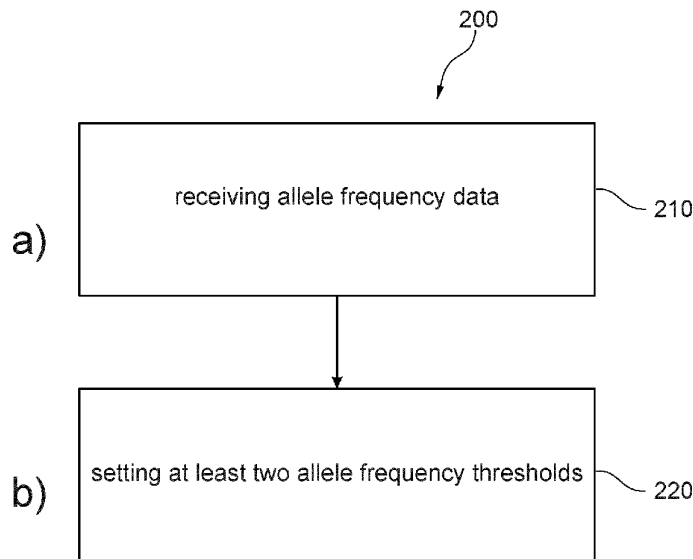 200
receiving allele frequency data
210
a)
setting at least two allele frequency thresholds
220
b)